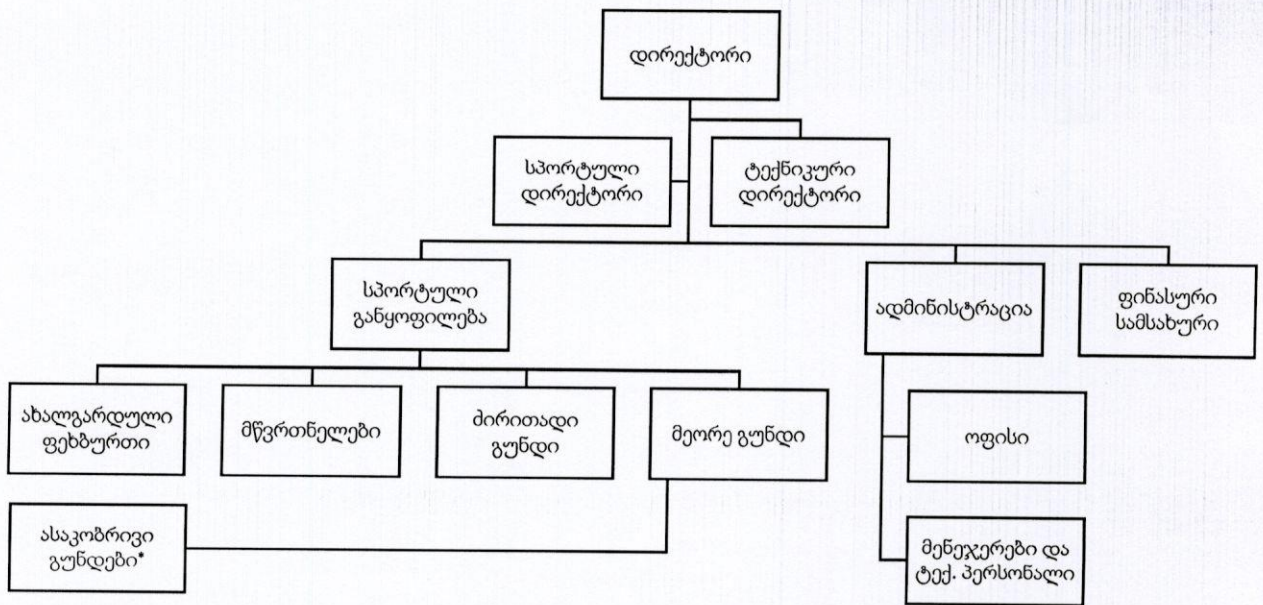 დირექტორი
სპორტული
დირექტორი
ტექნიკური
დირექტორი
სპორტული
განყოფილება
ადმინისტრაცია
ფინასური
სამსახური
ახალგარდული
ფეხბურთი
მწვრთნელები
ძირითადი
გუნდი
მეორე გუნდი
ოფისი
ასაკობრივი
გუნდები*
მენეჯერები და
ტექ. პერსონალი